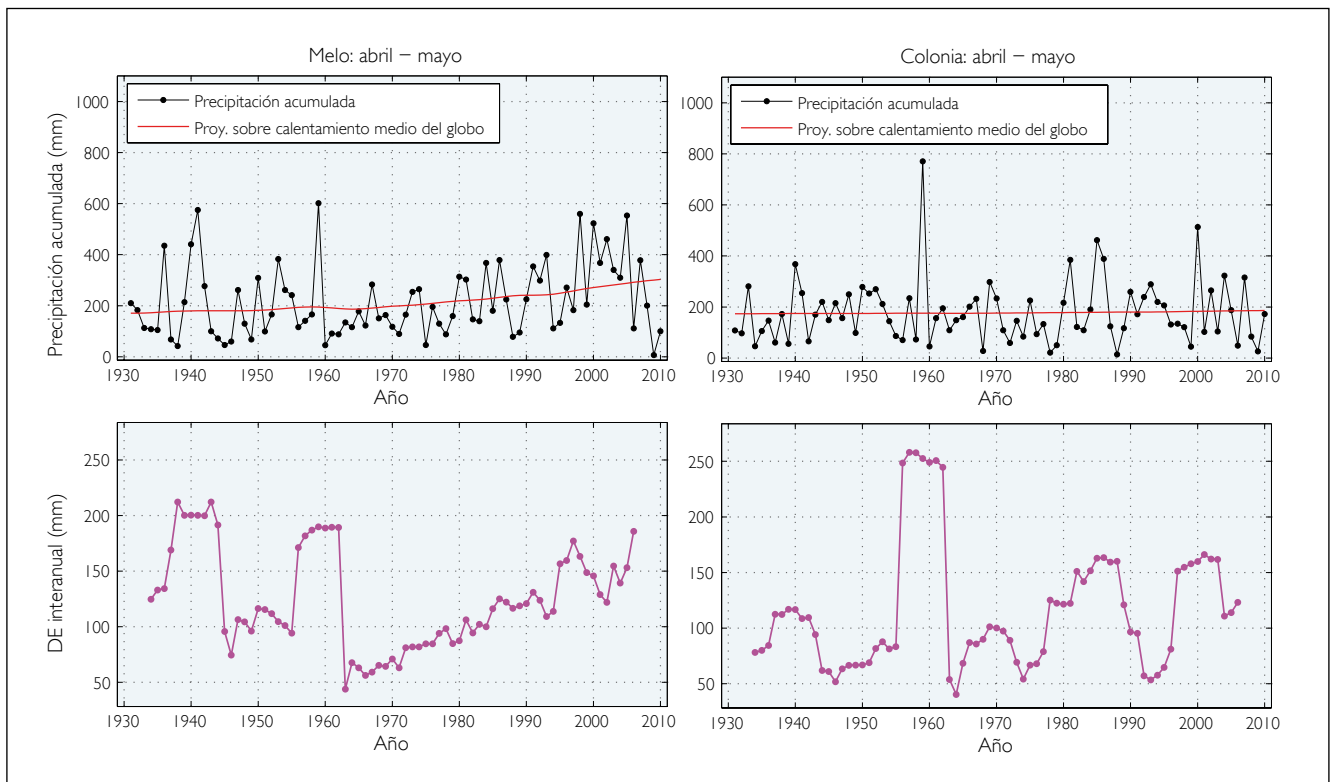 Melo: abril – mayo
Precipitación acumulada (mm)
1000
800
600
400
200
0
Precipitación acumulada
Proy. sobre calentamiento medio del globo
1930 1940 1950 1960 1970 1980 1990 2000 2010
Año
Colonia: abril – mayo
1000
800
600
400
200
0
Precipitación acumulada
Proy. sobre calentamiento medio del globo
1930 1940 1950 1960 1970 1980 1990 2000 2010
Año
DE interanual (mm)
250
200
150
100
50
1930 1940 1950 1960 1970 1980 1990 2000 2010
Año
250
200
150
100
50
1930 1940 1950 1960 1970 1980 1990 2000 2010
Año